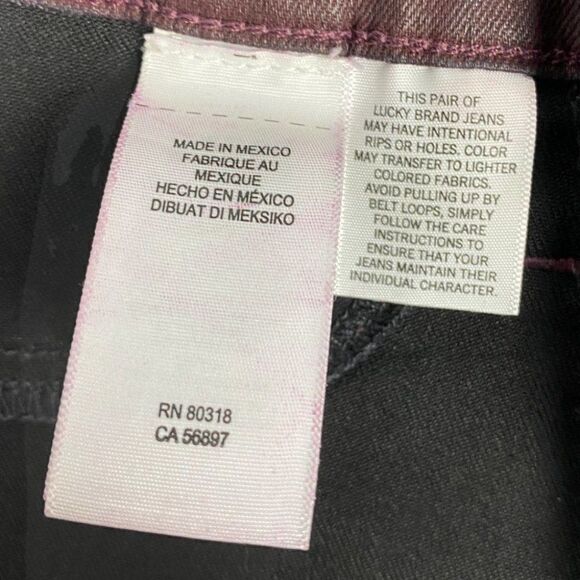 MADE IN MEXICO
FABRIQUE AU
MEXIQUE
HECHO EN MÉXICO
DIBUAT DI MEKSIKO
RN 80318
CA 56897
THIS PAIR OF
LUCKY BRAND JEANS
MAY HAVE INTENTIONAL
RIPS OR HOLES. COLOR
MAY TRANSFER TO LIGHTER
COLORED FABRICS.
AVOID PULLING UP BY
BELT LOOPS, SIMPLY
FOLLOW THE CARE
INSTRUCTIONS TO
ENSURE THAT YOUR
JEANS MAINTAIN THEIR
INDIVIDUAL CHARACTER.